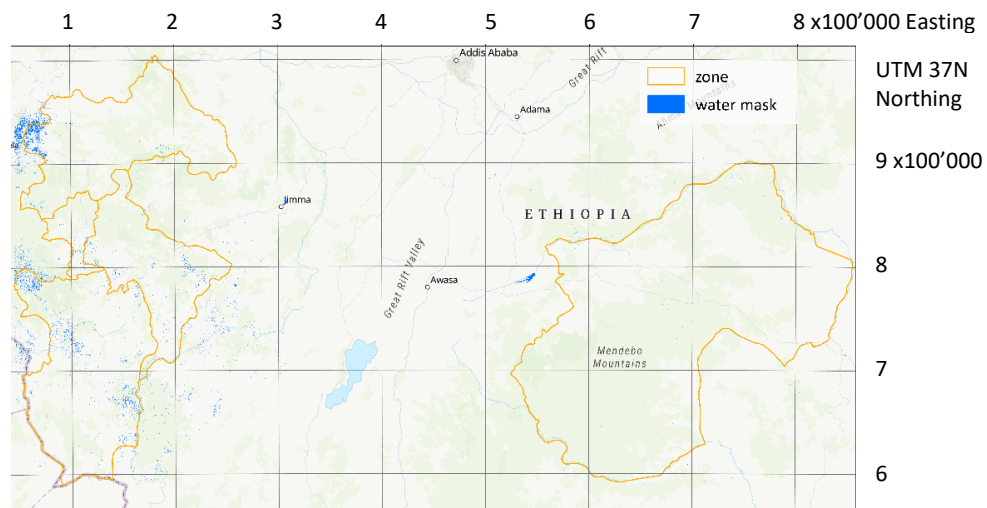 1 2 3 4 5 6 7 8 x100'000 Easting
Addis Ababa
UTM 37N
Northing
Great Rift
zone
water mask
Adama
9 x100'000
Jimma
ETHIOPIA
Great Rift Valley
8
Awasa
Mendebo
Mountains
7
6